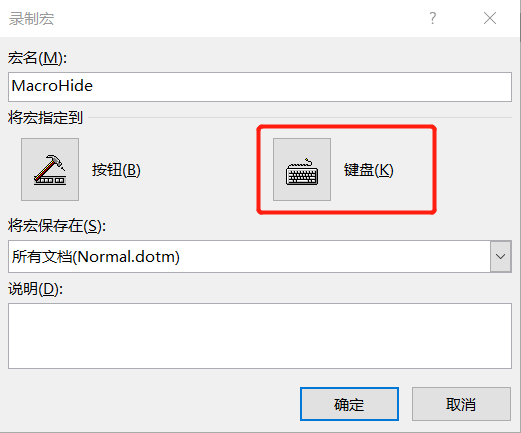 录制宏
?
宏名(M):
MacroHide
将宏指定到
按钮(B)
键盘(K)
将宏保存在(S):
所有文档(Normal.dotm)
说明(D):
确定
取消